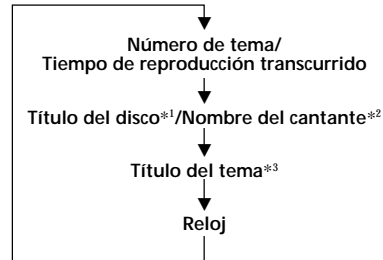 Número de tema/
Tiempo de reproducción transcurrido
Título del disco*1/Nombre del cantante*2
Título del tema*3
Reloj